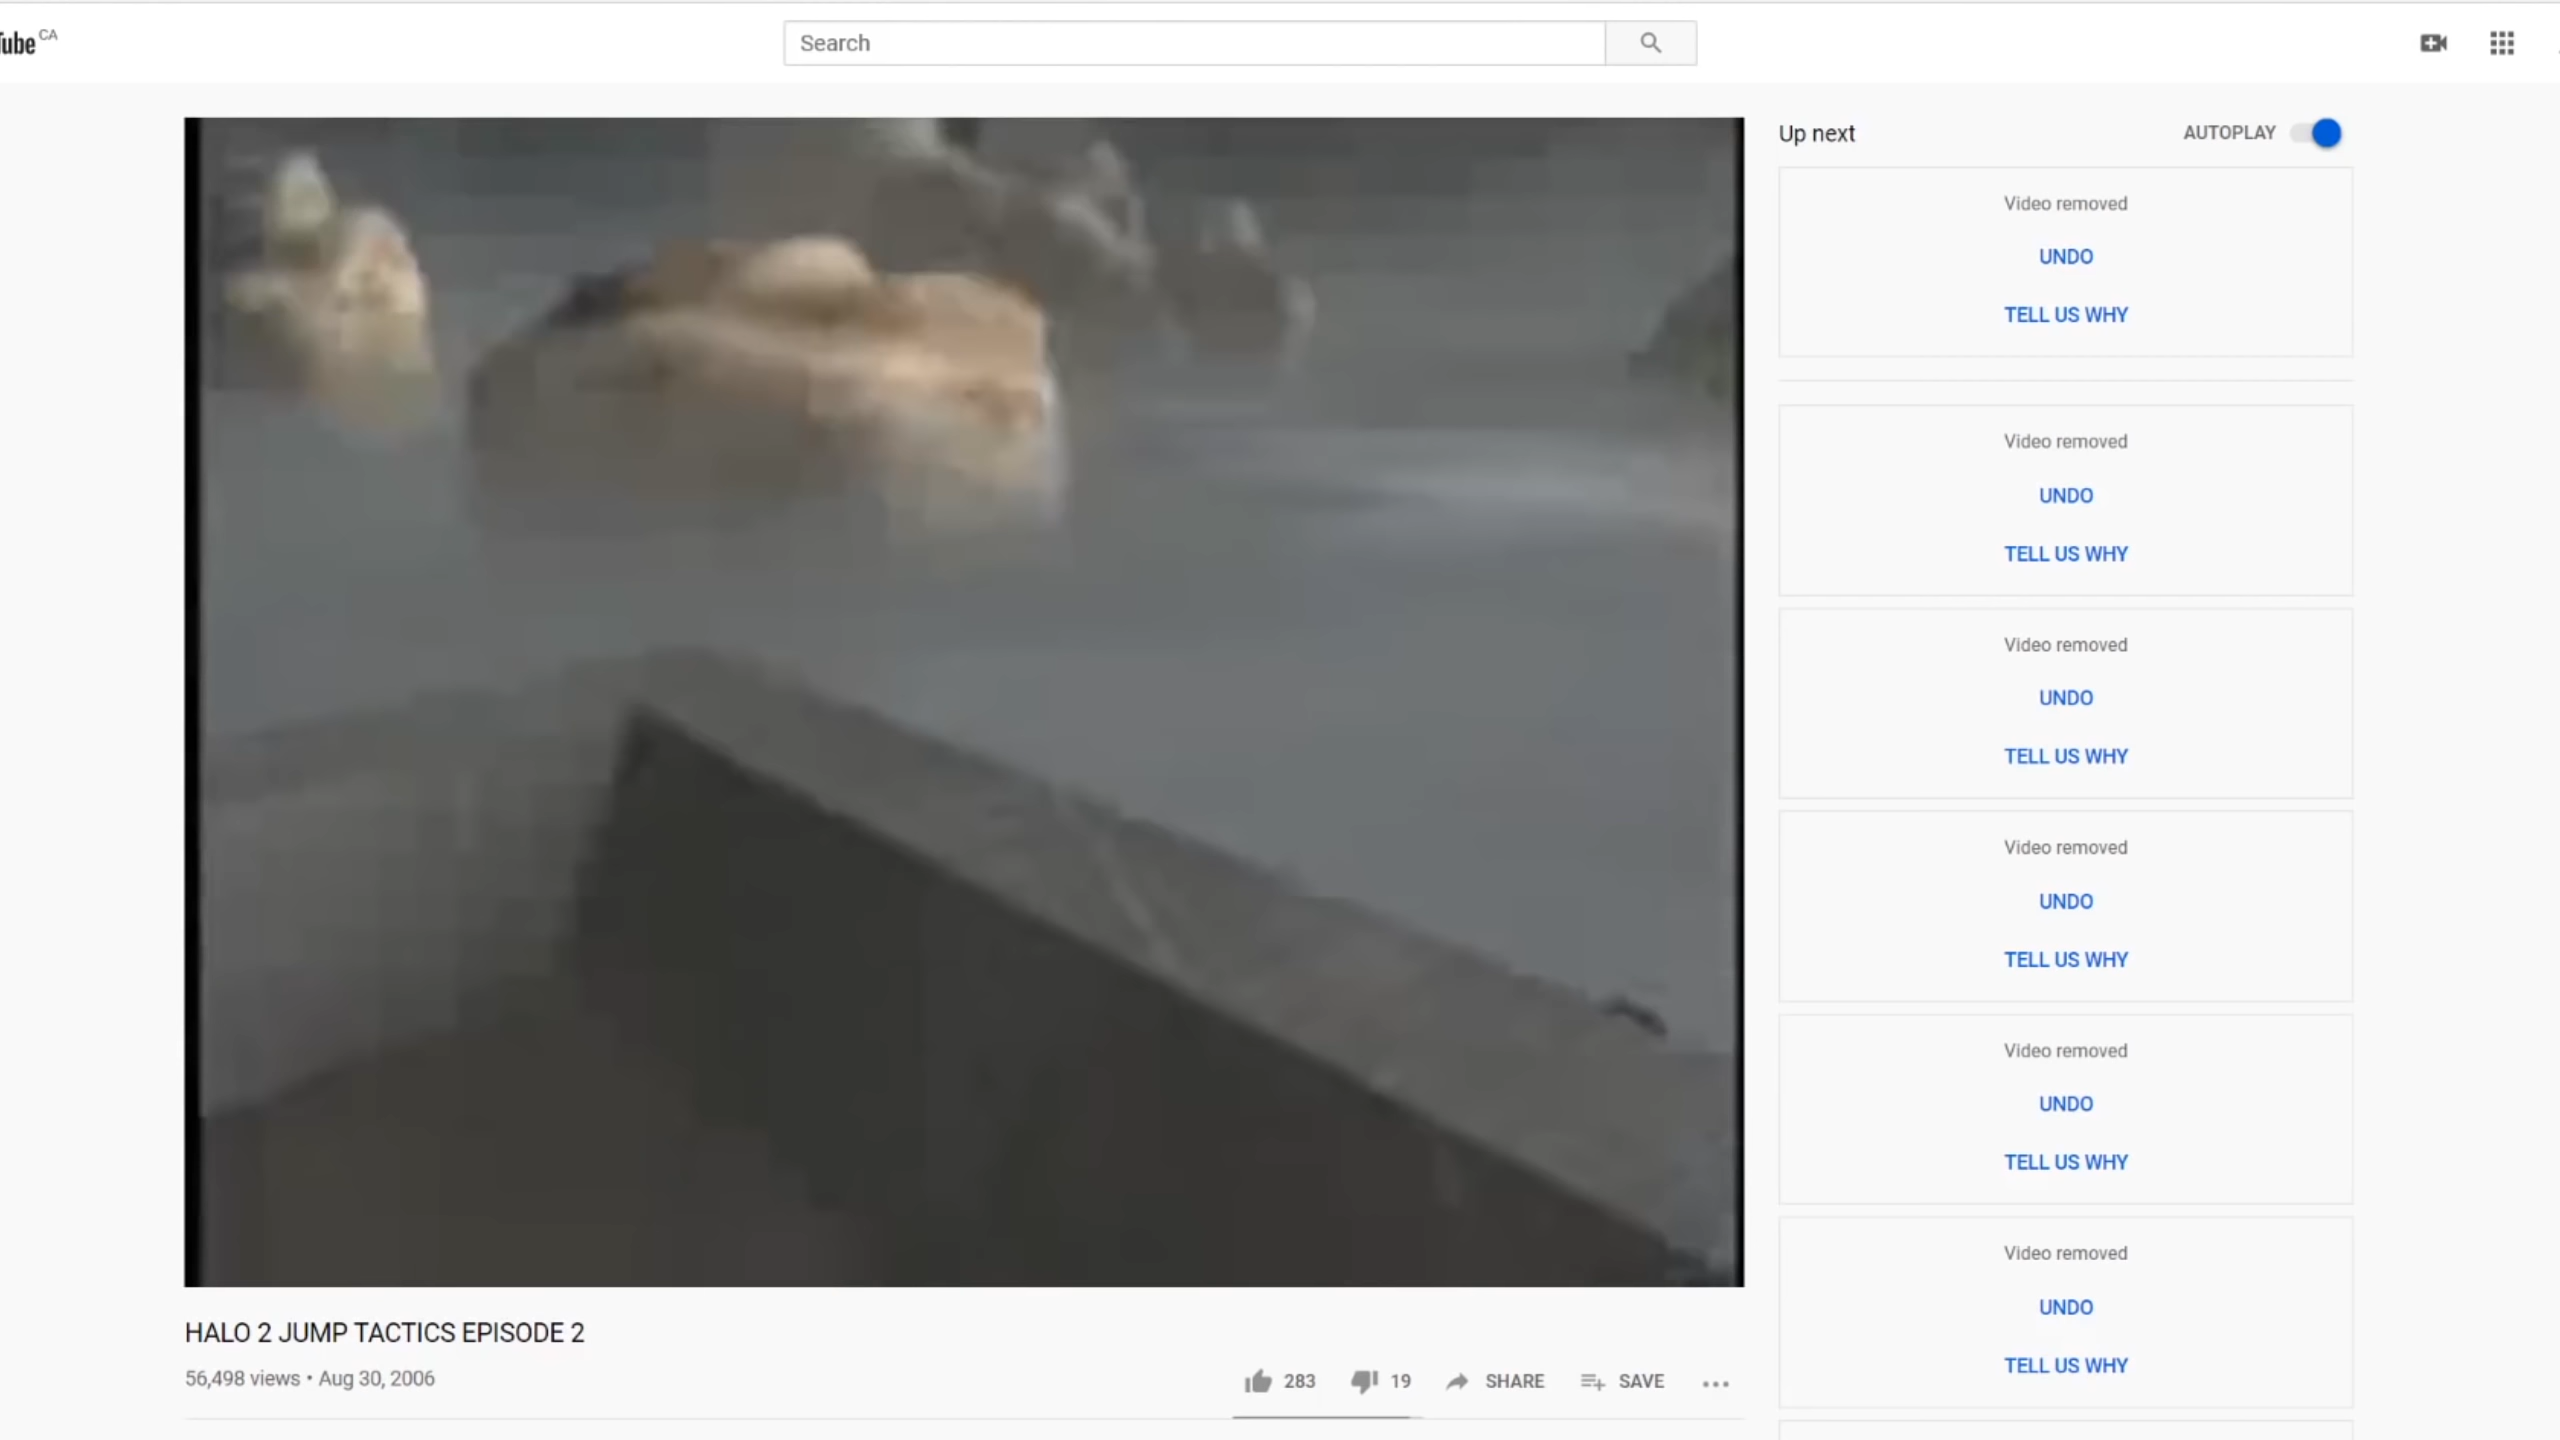 Tube CA
Search
Up next
AUTOPLAY
Video removed
UNDO
TELL US WHY
Video removed
UNDO
TELL US WHY
Video removed
UNDO
TELL US WHY
Video removed
UNDO
TELL US WHY
Video removed
UNDO
TELL US WHY
Video removed
UNDO
TELL US WHY
HALO 2 JUMP TACTICS EPISODE 2
56,498 views • Aug 30, 2006
283 19 SHARE SAVE